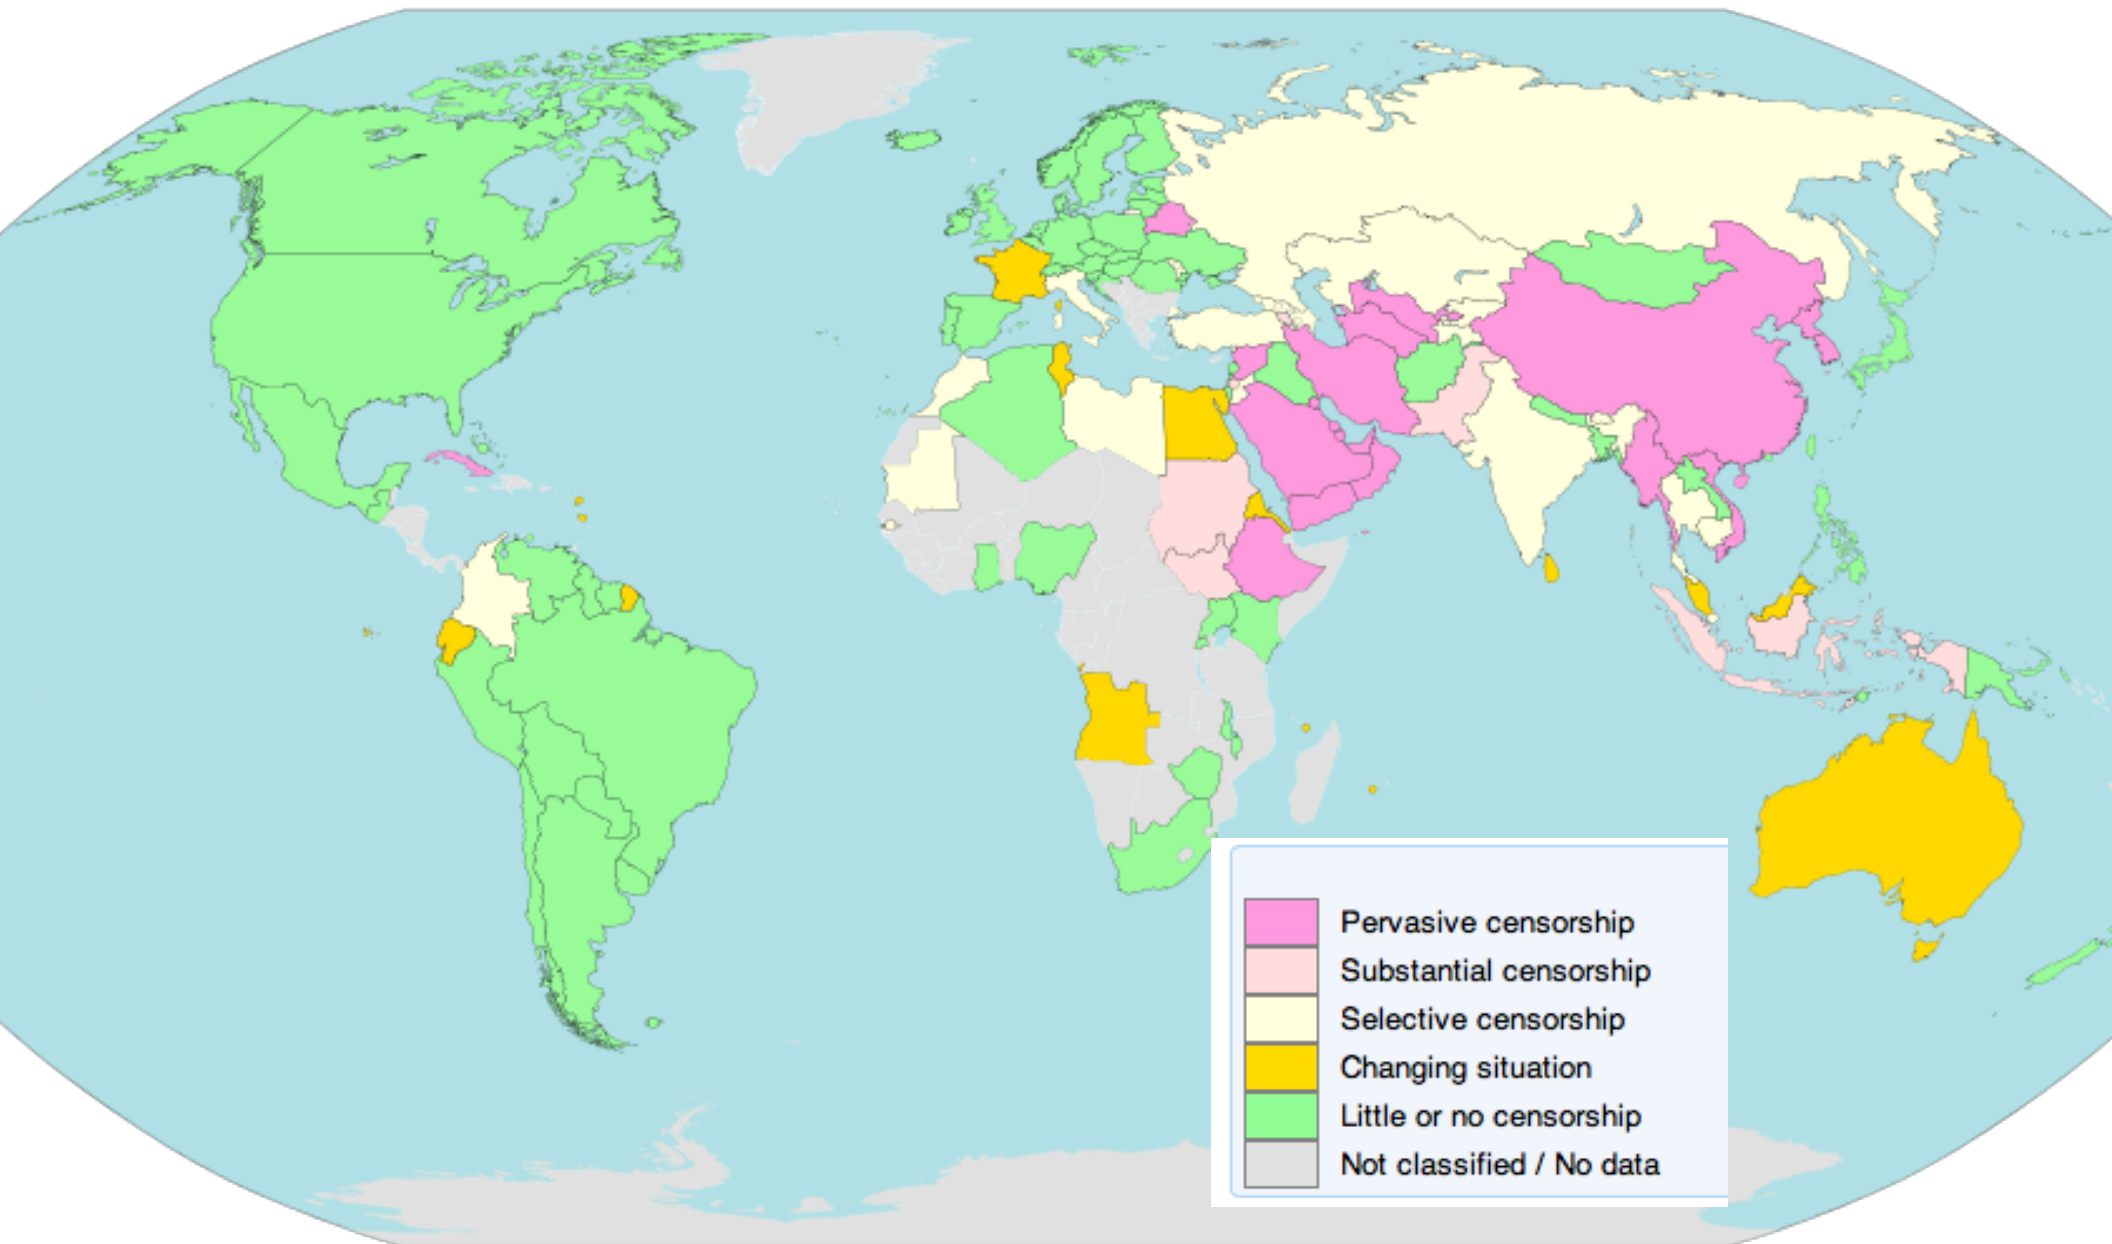 Pervasive censorship
Substantial censorship
Selective censorship
Changing situation
Little or no censorship
Not classified / No data